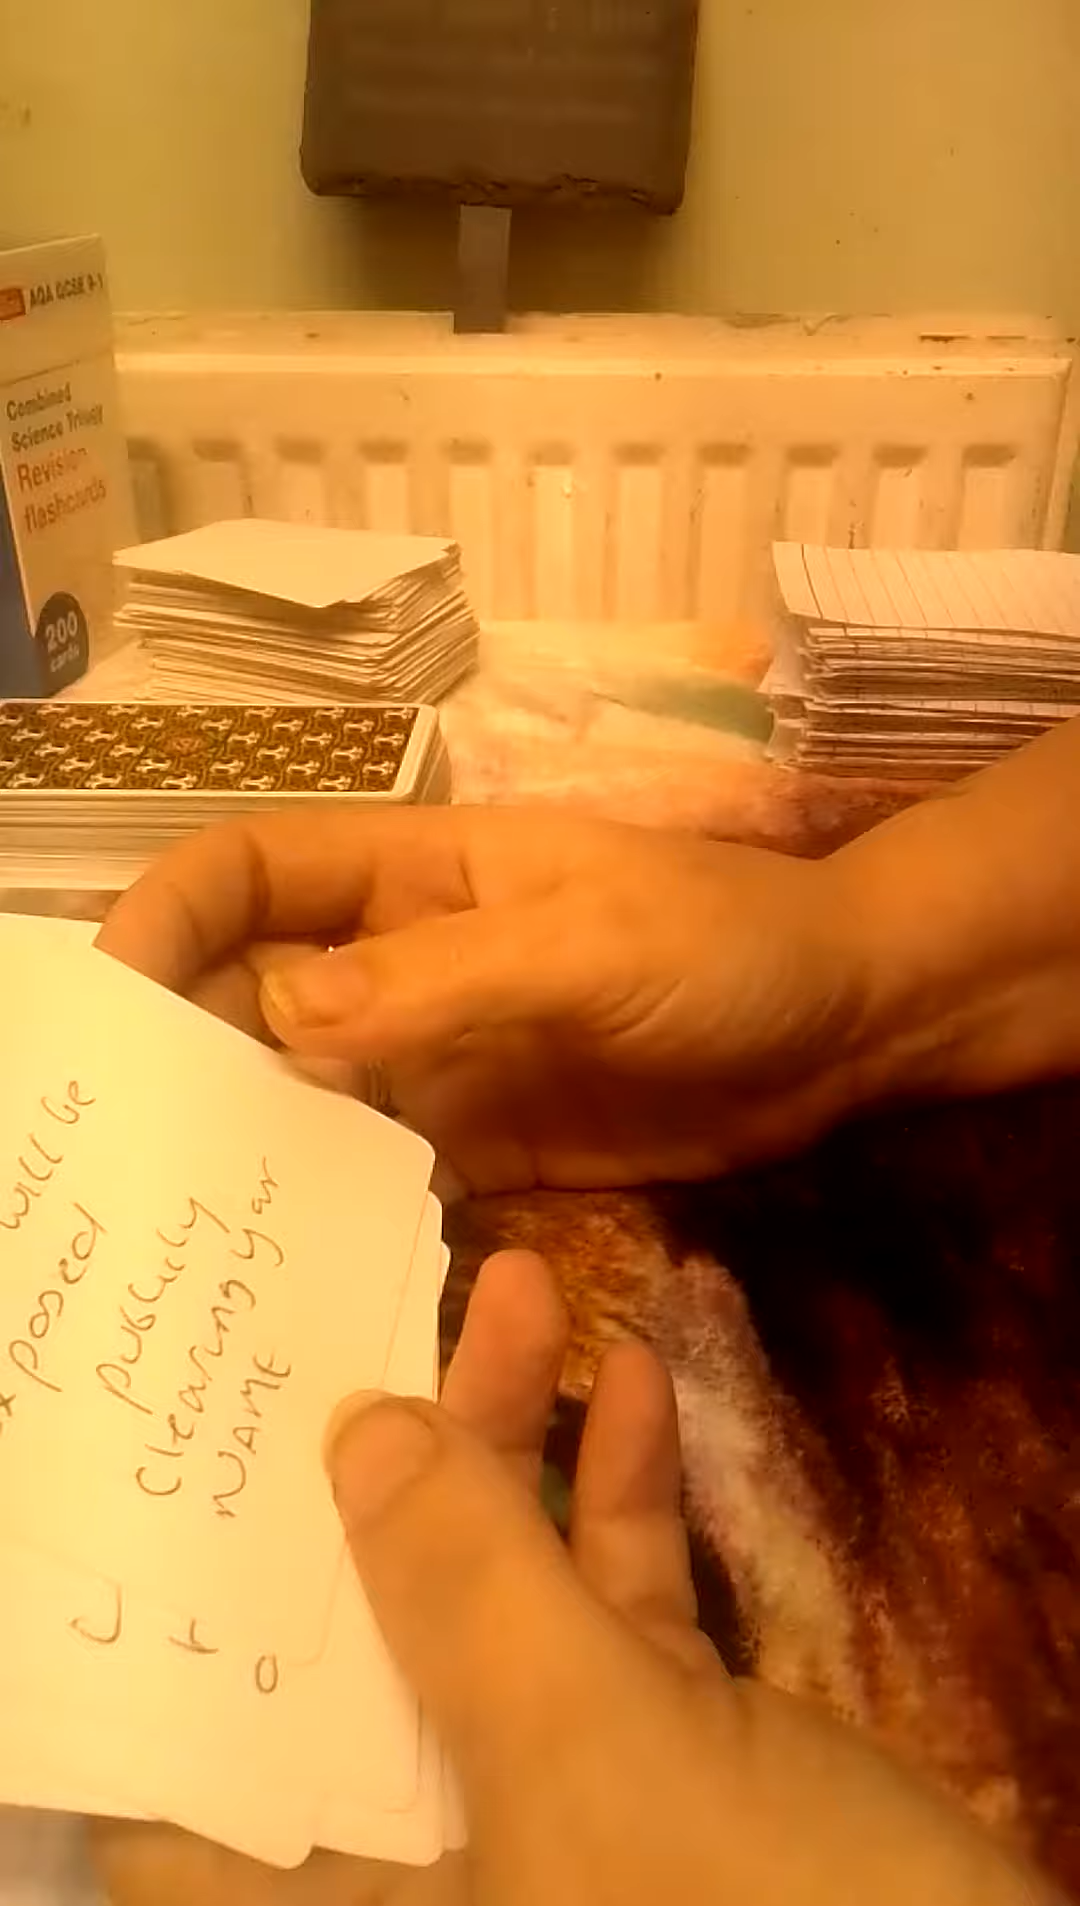 AQA GCSE 9-1
Combined
Science Trilogy
Revision
flashcards
200
cards
will be
posed
publicly
clearing your
NAME